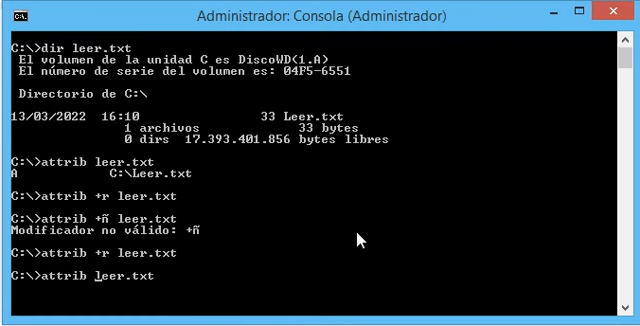 Administrador: Consola (Administrador)
C:\>dir leer.txt
El volumen de la unidad C es DiscoWD(1.A)
El número de serie del volumen es: 04F5-6551
Directorio de C:\
13/03/2022 16:10 33 Leer.txt
1 archivos 33 bytes
0 dirs 17.393.401.856 bytes libres
C:\>attrib leer.txt
A C:\Leer.txt
C:\>attrib +r leer.txt
C:\>attrib +ñ leer.txt
Modificador no válido: +ñ
C:\>attrib +r leer.txt
C:\>attrib leer.txt